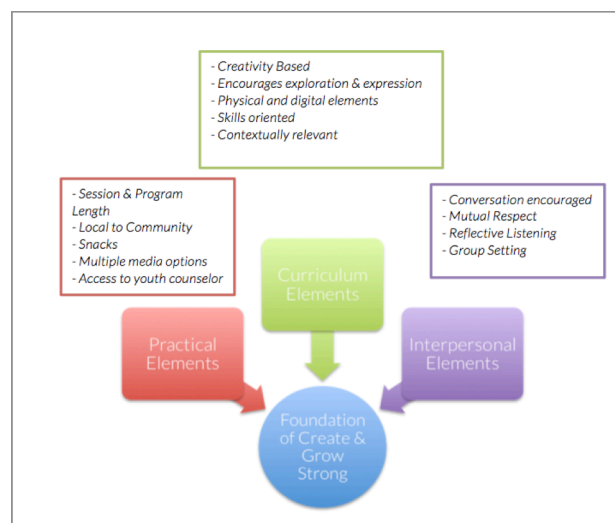 - Creativity Based
- Encourages exploration & expression
- Physical and digital elements
- Skills oriented
- Contextually relevant
- Session & Program
Length
- Local to Community
- Snacks
- Multiple media options
- Access to youth counselor
- Conversation encouraged
- Mutual Respect
- Reflective Listening
- Group Setting
Curriculum
Elements
Practical
Elements
Interpersonal
Elements
Foundation
of Create &
Grow
Strong